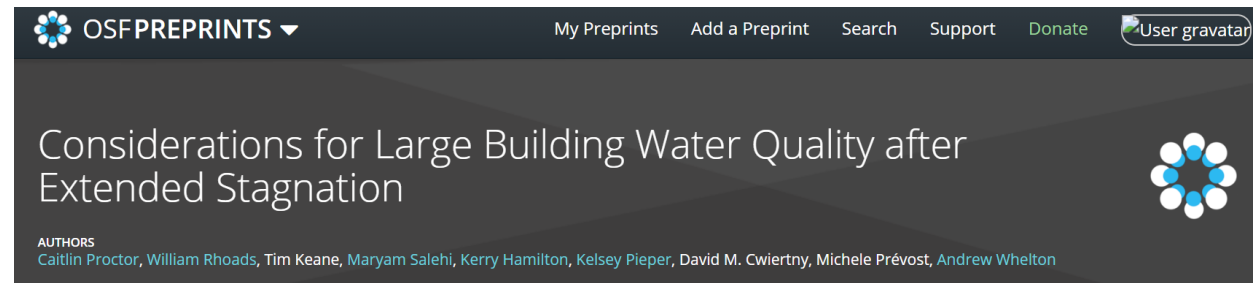 OSFPREPRINTS My Preprints Add a Preprint Search Support Donate User gravatar
Considerations for Large Building Water Quality after
Extended Stagnation
AUTHORS
Caitlin Proctor, William Rhoads, Tim Keane, Maryam Salehi, Kerry Hamilton, Kelsey Pieper, David M. Cwiertny, Michele Prévost, Andrew Whelton